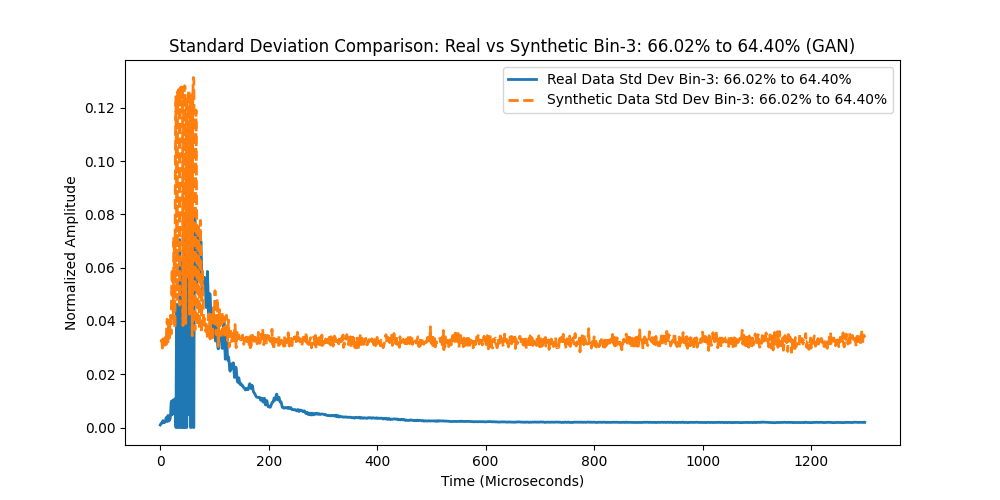 Standard Deviation Comparison: Real vs Synthetic Bin-3: 66.02% to 64.40% (GAN)
Real Data Std Dev Bin-3: 66.02% to 64.40%
Synthetic Data Std Dev Bin-3: 66.02% to 64.40%
Normalized Amplitude
0.12
0.10
0.08
0.06
0.04
0.02
0.00
0 200 400 600 800 1000 1200
Time (Microseconds)